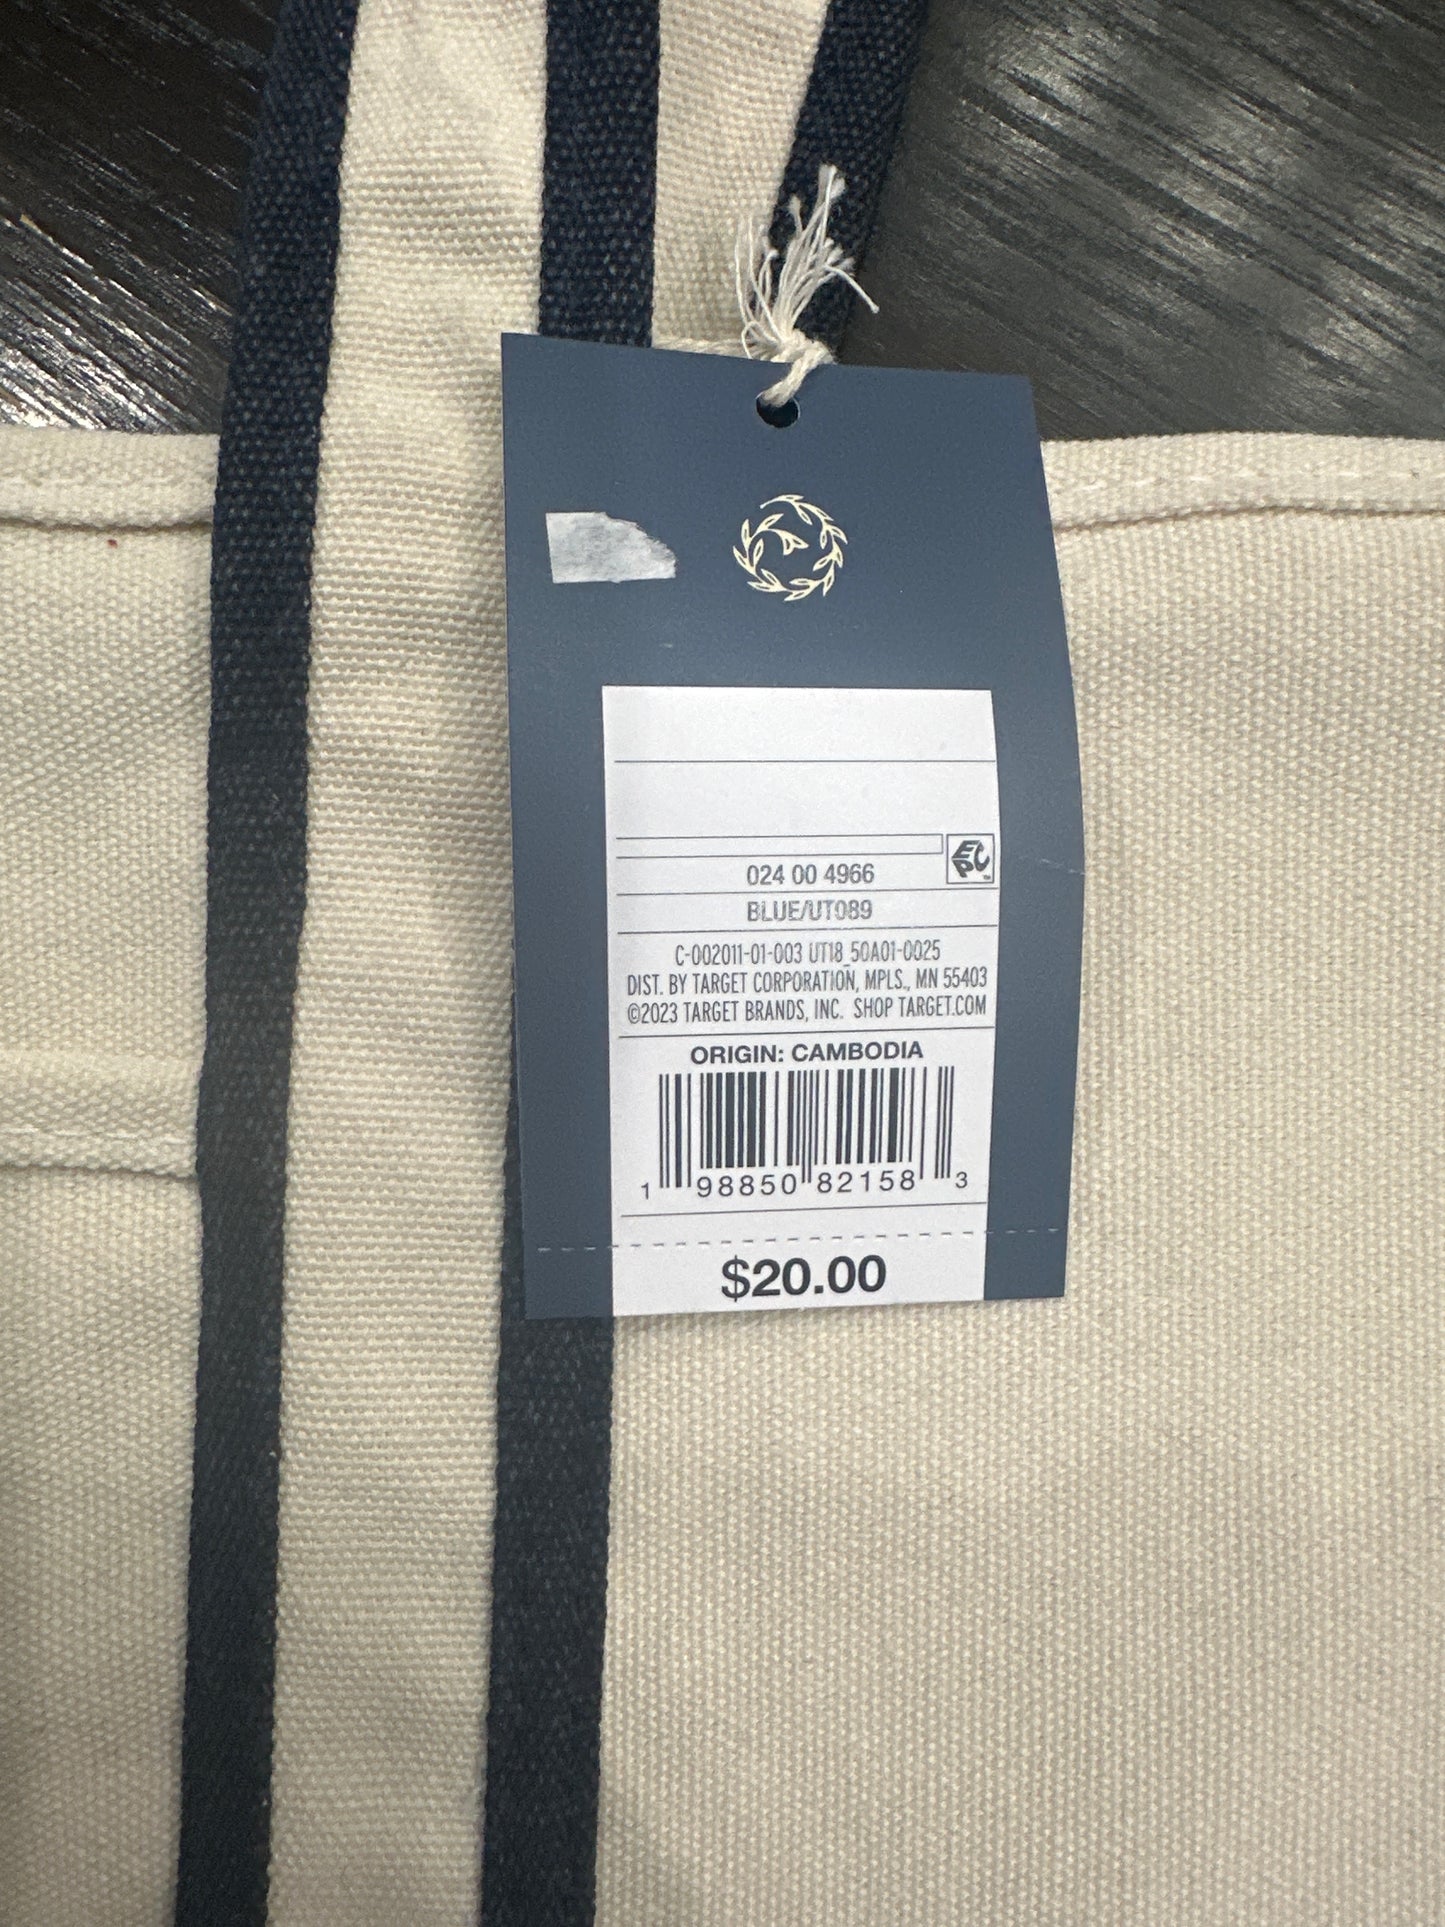 EPC™
024 00 4966
BLUE/UT089
C-002011-01-003 UT18_50A01-0025
DIST. BY TARGET CORPORATION, MPLS., MN 55403
©2023 TARGET BRANDS, INC. SHOP TARGET.COM
ORIGIN: CAMBODIA
1 98850 82158 3
$20.00